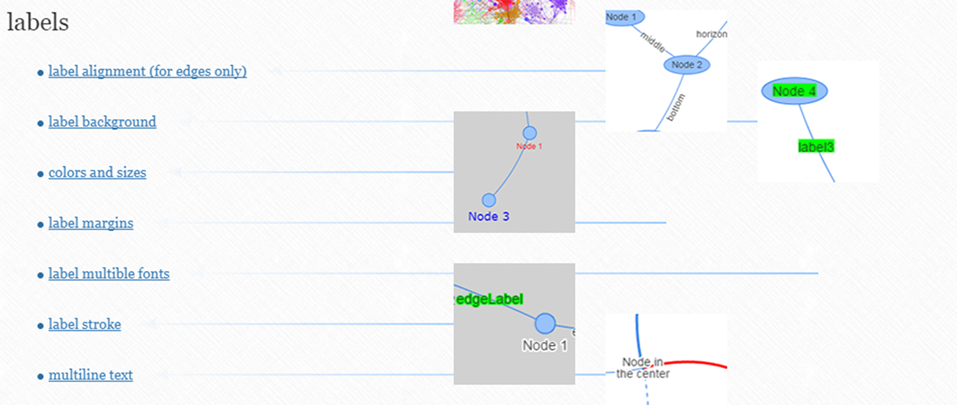 labels
label alignment (for edges only)
label background
colors and sizes
label margins
label multible fonts
label stroke
multiline text
Node 1
middle
horizon
Node 2
bottom
Node 4
label3
Node 1
Node 3
edgeLabel
Node 1
Node in
the center